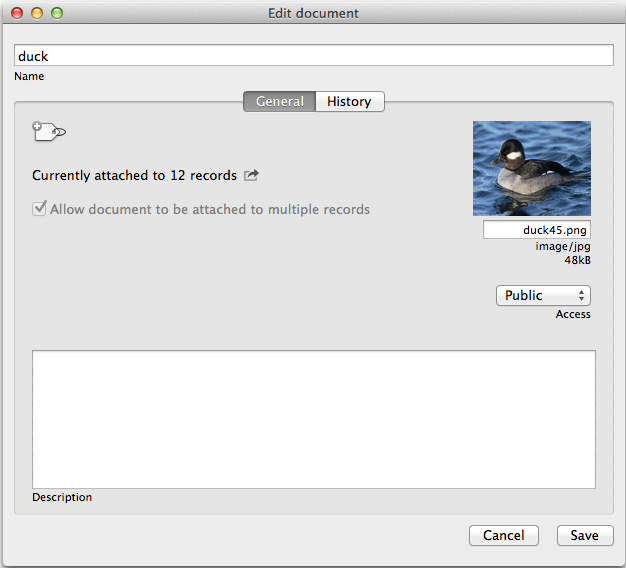 Edit document
duck
Name
General History
Currently attached to 12 records
Allow document to be attached to multiple records
duck45.png
image/jpg
48kB
Public
Access
Description
Cancel Save